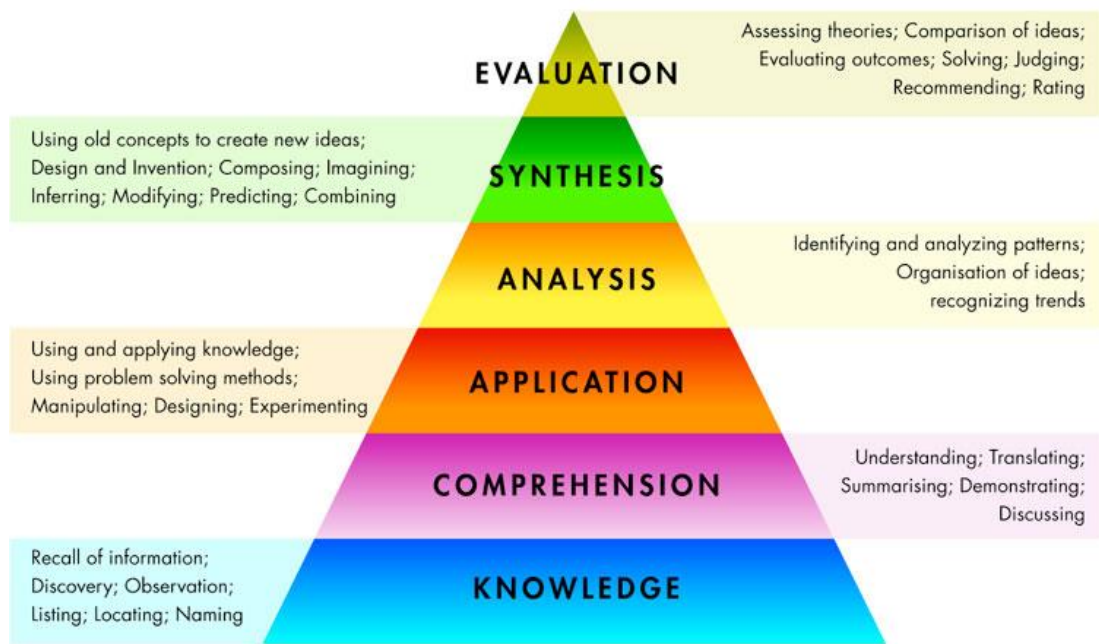 EVALUATION
Assessing theories; Comparison of ideas;
Evaluating outcomes; Solving; Judging;
Recommending; Rating
Using old concepts to create new ideas;
Design and Invention; Composing; Imagining;
Inferring; Modifying; Predicting; Combining
SYNTHESIS
ANALYSIS
Identifying and analyzing patterns;
Organisation of ideas;
recognizing trends
Using and applying knowledge;
Using problem solving methods;
Manipulating; Designing; Experimenting
APPLICATION
COMPREHENSION
Understanding; Translating;
Summarising; Demonstrating;
Discussing
Recall of information;
Discovery; Observation;
Listing; Locating; Naming
KNOWLEDGE